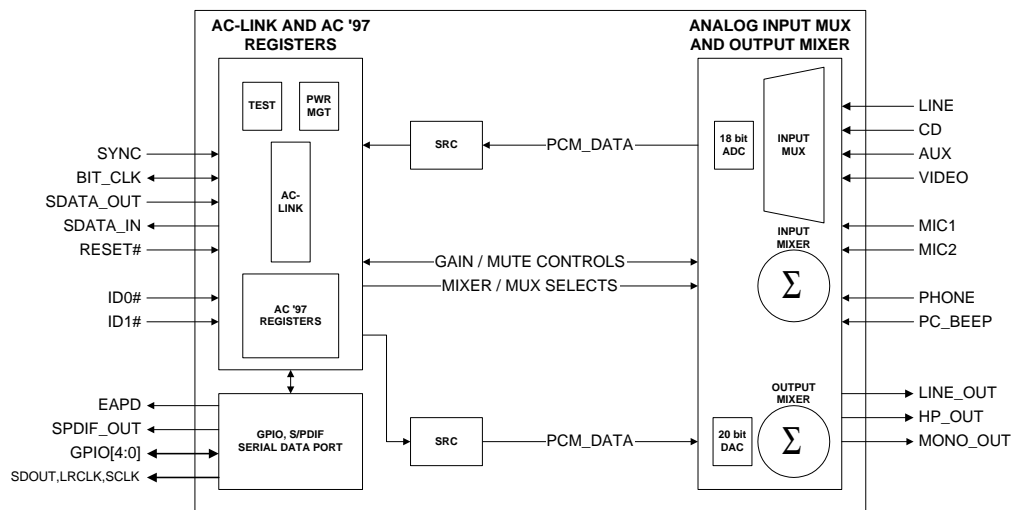 AC-LINK AND AC '97
REGISTERS
ANALOG INPUT MUX
AND OUTPUT MIXER
TEST
PWR
MGT
AC-
LINK
AC '97
REGISTERS
SYNC
BIT_CLK
SDATA_OUT
SDATA_IN
RESET#
ID0#
ID1#
EAPD
SPDIF_OUT
GPIO[4:0]
SDOUT,LRCLK,SCLK
GPIO, S/PDIF
SERIAL DATA PORT
SRC
PCM_DATA
GAIN / MUTE CONTROLS
MIXER / MUX SELECTS
SRC
PCM_DATA
18 bit
ADC
INPUT
MUX
INPUT
MIXER
Σ
OUTPUT
MIXER
20 bit
DAC
Σ
LINE
CD
AUX
VIDEO
MIC1
MIC2
PHONE
PC_BEEP
LINE_OUT
HP_OUT
MONO_OUT